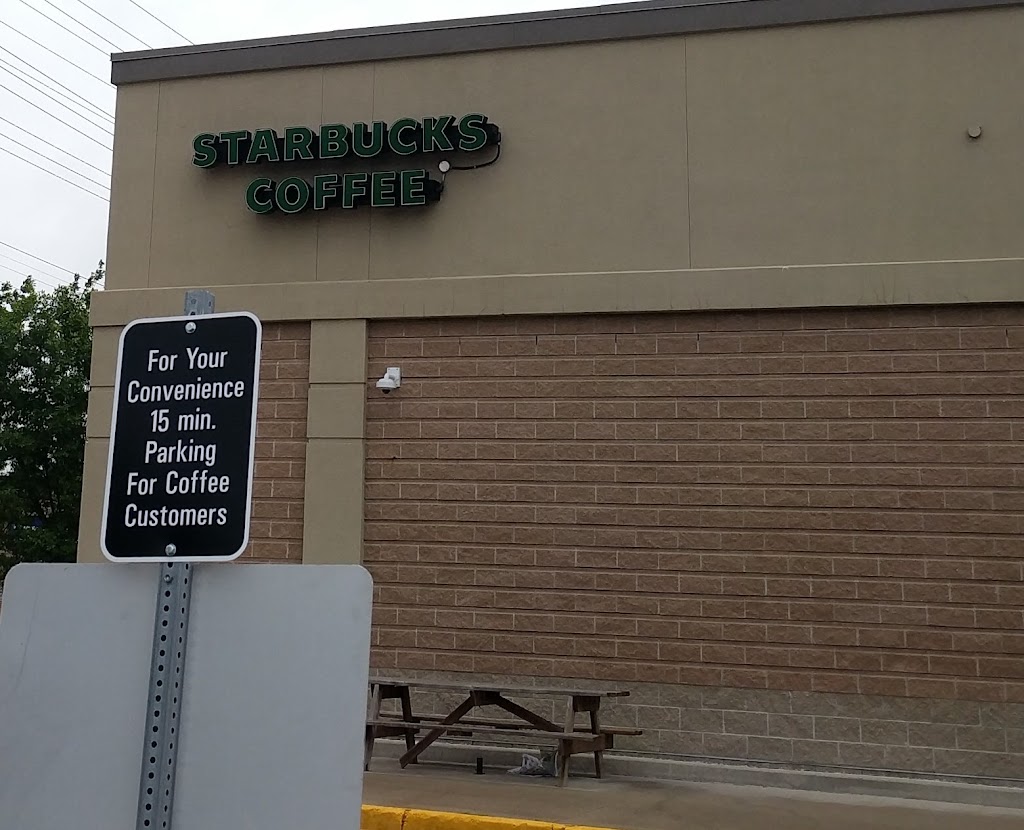 STARBUCKS
COFFEE
For Your
Convenience
15 min.
Parking
For Coffee
Customers